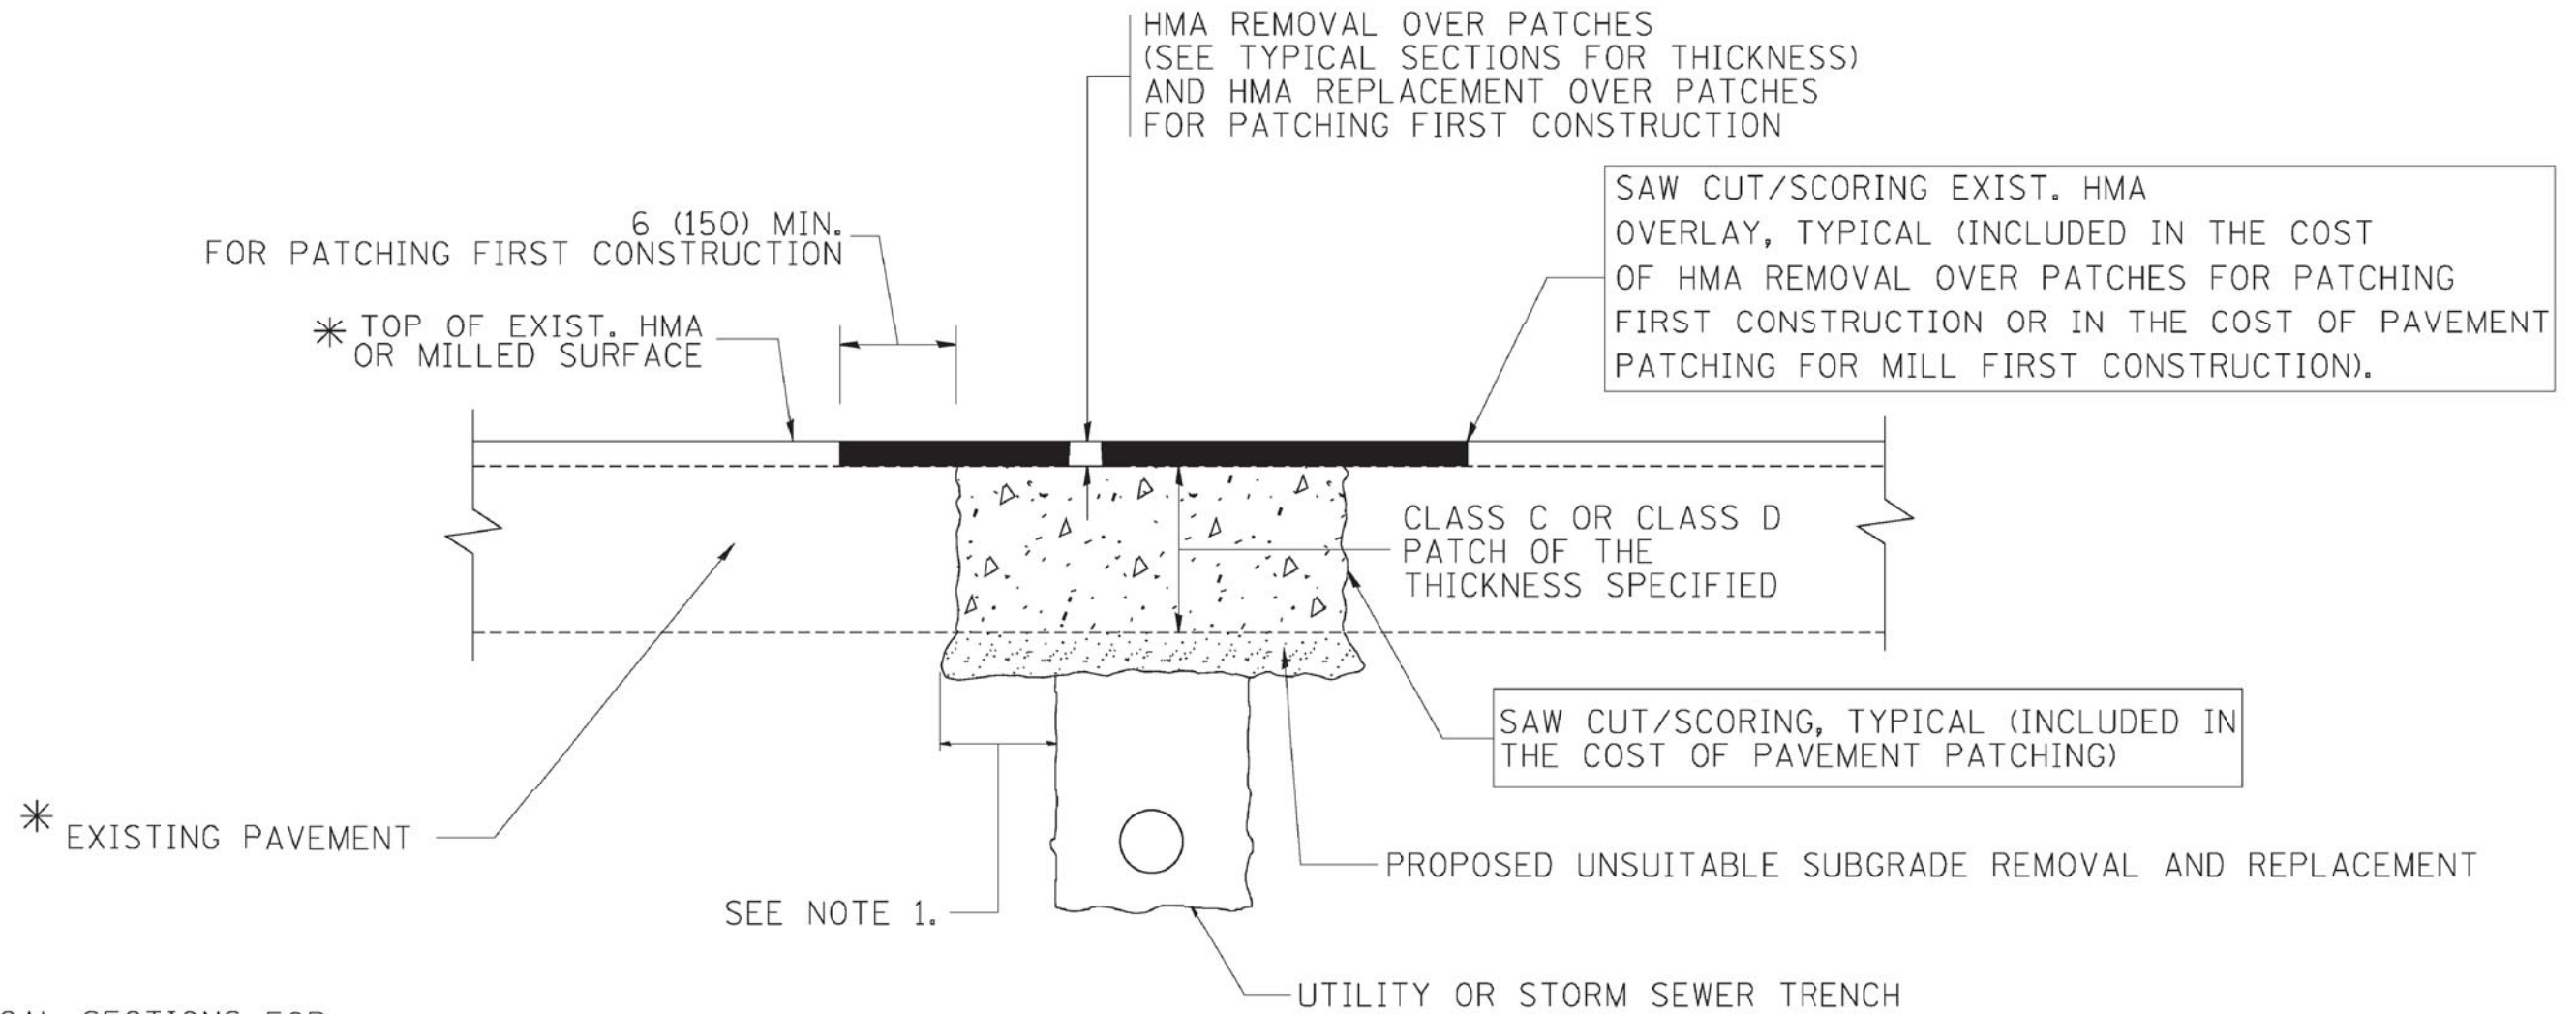 HMA REMOVAL OVER PATCHES
(SEE TYPICAL SECTIONS FOR THICKNESS)
AND HMA REPLACEMENT OVER PATCHES
FOR PATCHING FIRST CONSTRUCTION
SAW CUT/SCORING EXIST. HMA
OVERLAY, TYPICAL (INCLUDED IN THE COST
OF HMA REMOVAL OVER PATCHES FOR PATCHING
FIRST CONSTRUCTION OR IN THE COST OF PAVEMENT
PATCHING FOR MILL FIRST CONSTRUCTION).
6 (150) MIN.
FOR PATCHING FIRST CONSTRUCTION
* TOP OF EXIST. HMA
OR MILLED SURFACE
CLASS C OR CLASS D
PATCH OF THE
THICKNESS SPECIFIED
SAW CUT/SCORING, TYPICAL (INCLUDED IN
THE COST OF PAVEMENT PATCHING)
* EXISTING PAVEMENT
PROPOSED UNSUITABLE SUBGRADE REMOVAL AND REPLACEMENT
SEE NOTE 1.
UTILITY OR STORM SEWER TRENCH
SECTIONS FOR